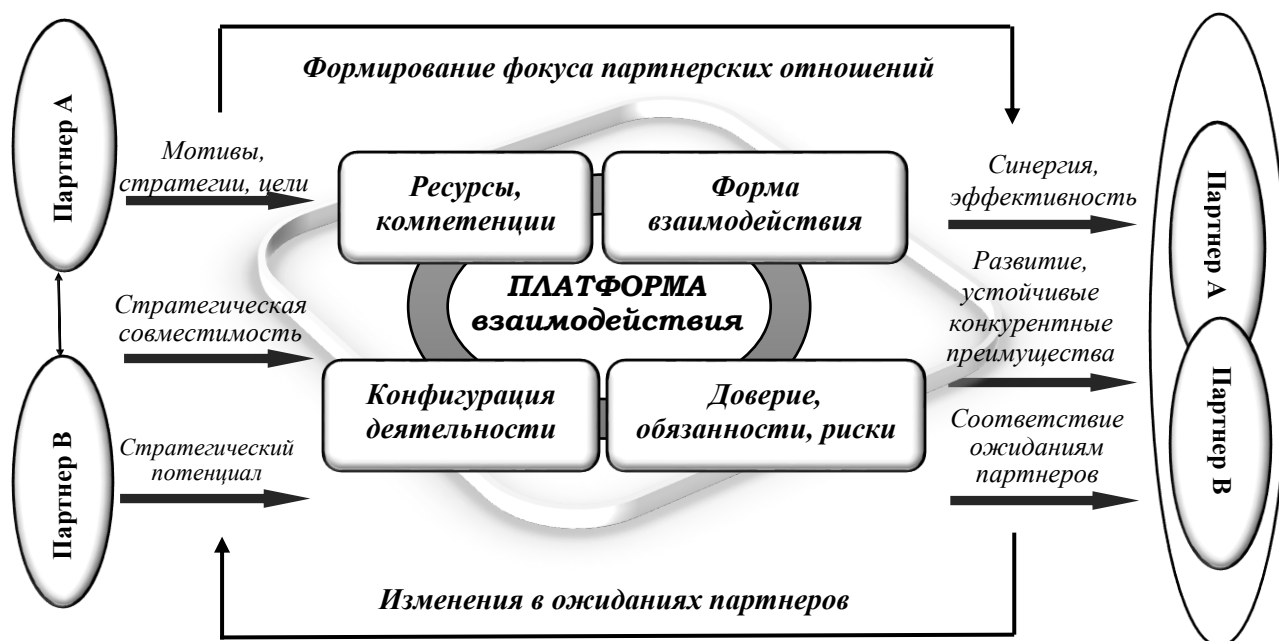 Формирование фокуса партнерских отношений
Партнер А
Партнер В
Мотивы,
стратегии, цели
Стратегическая
совместимость
Стратегический
потенциал
Ресурсы,
компетенции
Форма
взаимодействия
ПЛАТФОРМА
взаимодействия
Конфигурация
деятельности
Доверие,
обязанности, риски
Синергия,
эффективность
Развитие,
устойчивые
конкурентные
преимущества
Соответствие
ожиданиям
партнеров
Партнер А
Партнер В
Изменения в ожиданиях партнеров